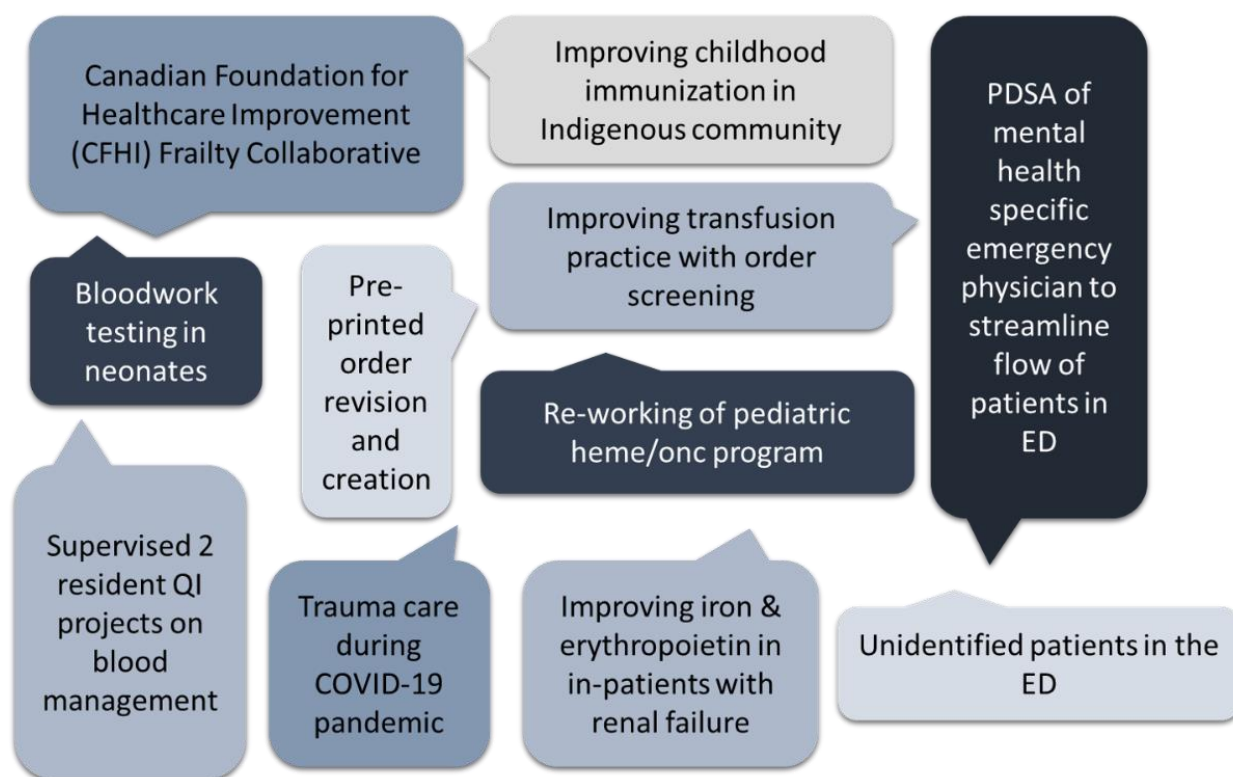 Canadian Foundation for
Healthcare Improvement
(CFHI) Frailty Collaborative
Improving childhood
immunization in
Indigenous community
PDSA of
mental
health
specific
emergency
physician to
streamline
flow of
patients in
ED
Improving transfusion
practice with order
screening
Bloodwork
testing in
neonates
Pre-
printed
order
revision
and
creation
Re-working of pediatric
heme/onc program
Supervised 2
resident QI
projects on
blood
management
Trauma care
during
COVID-19
pandemic
Improving iron &
erythropoietin in
in-patients with
renal failure
Unidentified patients in the
ED